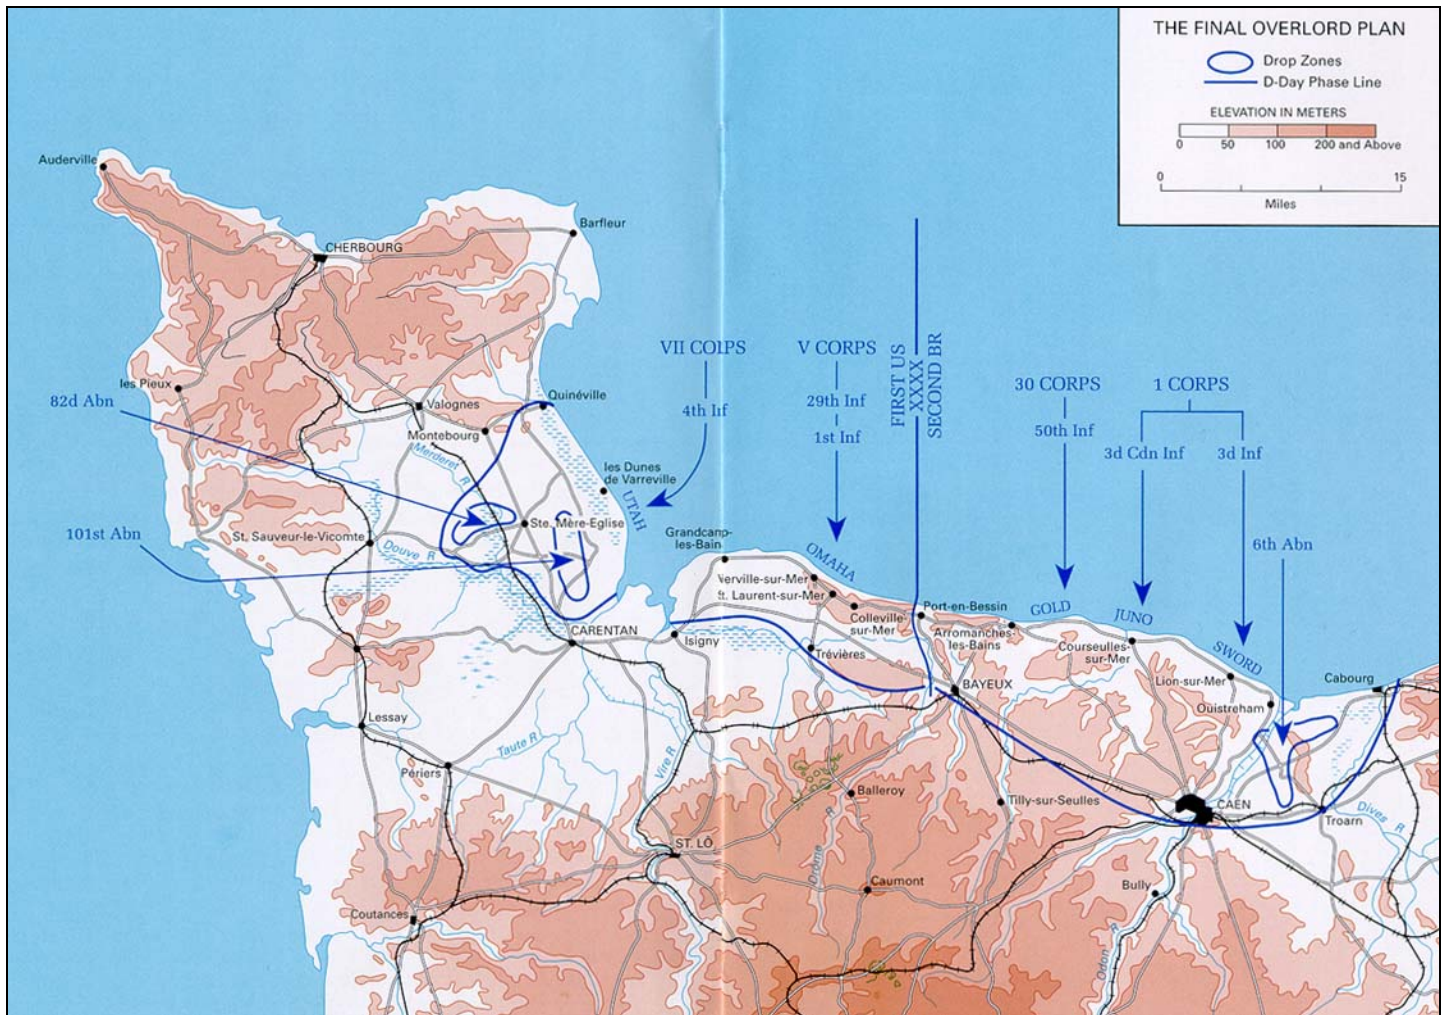 THE FINAL OVERLORD PLAN
Drop Zones
D-Day Phase Line
ELEVATION IN METERS
0 50 100 200 and Above
0 15
Miles
Auderville
CHERBOURG
Barfleur
les Pieux
82d Abn
Valognes
Quinéville
Montebourg
Merderet R
VII CO1PS
4th Iıf
V CORPS
29th Inf
1st Inf
FIRST US
XXXX
SECOND BR
30 CORPS
50th Inf
1 CORPS
3d Cdn Inf
3d Inf
6th Abn
les Dunes
de Varreville
UTAH
101st Abn
St. Sauveur-le-Vicomte
Ste. Mère-Eglise
Douve R
Grandcamp-
les-Bain
OMAHA
Vierville-sur-Mer
St. Laurent-sur-Mer
Colleville-
sur-Mer
Port-en-Bessin
GOLD
JUNO
SWORD
Arromanches-
les-Bains
Courseulles-
sur-Mer
CARENTAN
Isigny
Trévières
BAYEUX
Lion-sur-Mer
Ouistreham
Cabourg
Lessay
Taute R
Vire R
Périers
Balleroy
Tilly-sur-Seulles
CAEN
Troarn
Dives R
ST. LÔ
Drome R
Caumont
Bully
Coutances
Odon R